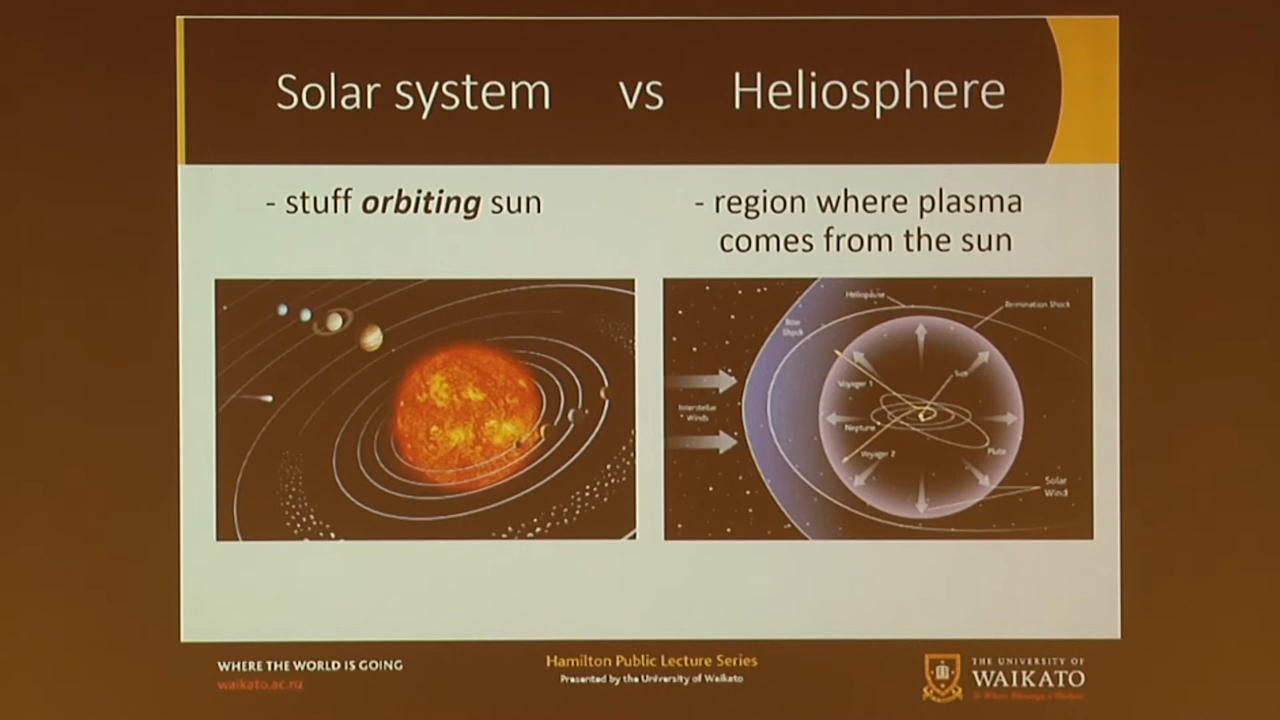 Solar system vs Heliosphere
- stuff orbiting sun
- region where plasma
comes from the sun
Heliopause
Termination Shock
Bow
Shock
Sun
Voyager 1
Interstellar
Winds
Neptune
Voyager 2
Pluto
Solar
Wind
WHERE THE WORLD IS GOING
waikato.ac.nz
Hamilton Public Lecture Series
Presented by the University of Waikato
THE UNIVERSITY OF
WAIKATO